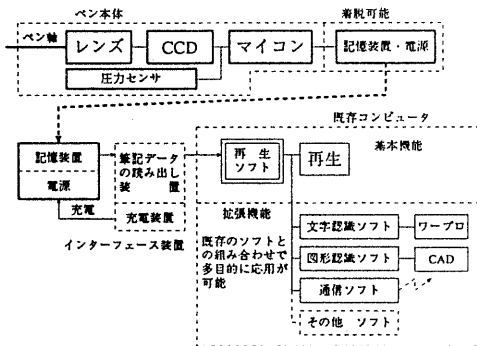 ペン本体
着脱可能
ペン軸
レンズ
CCD
マイコン
記憶装置・電源
圧力センサ
既存コンピュータ
記憶装置
電源
充電
筆記データ
の読み出し
装置
充電装置
インターフェース装置
再生
ソフト
再生
基本機能
拡張機能
既存のソフトと
の組み合わせで
多目的に応用が
可能
文字認識ソフト
ワープロ
図形認識ソフト
CAD
通信ソフト
その他 ソフト